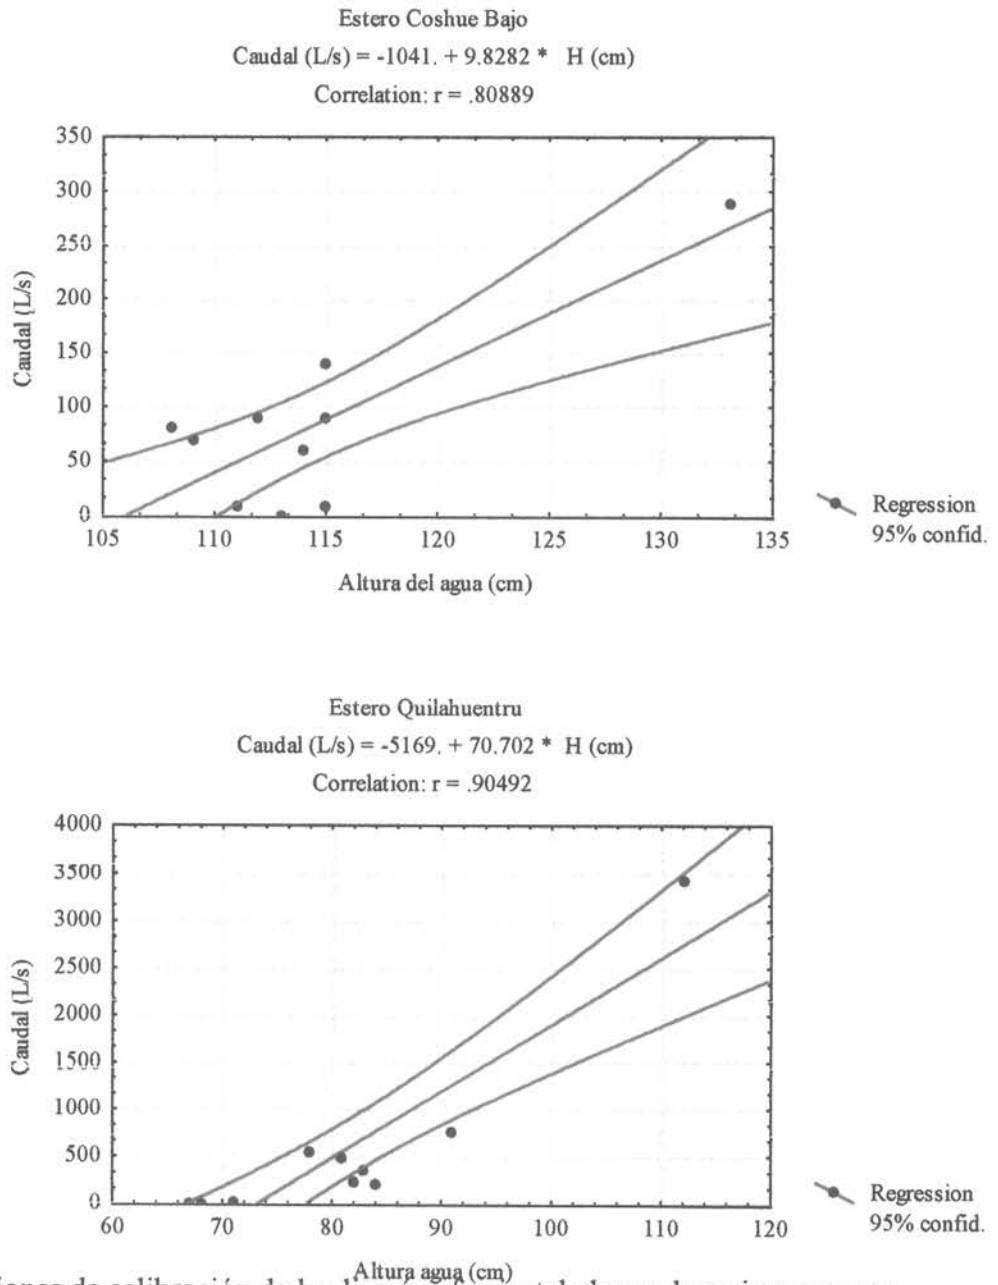 Estero Coshue Bajo
Caudal (L/s) = -1041. + 9.8282 * H (cm)
Correlation: r = .80889
350
300
250
200
150
100
50
0
Caudal (L/s)
105 110 115 120 125 130 135
Altura del agua (cm)
Regression
95% confid.
Estero Quilahuentru
Caudal (L/s) = -5169. + 70.702 * H (cm)
Correlation: r = .90492
4000
3500
3000
2500
2000
1500
1000
500
0
Caudal (L/s)
60 70 80 90 100 110 120
Altura agua (cm)
Regression
95% confid.
de calibración de